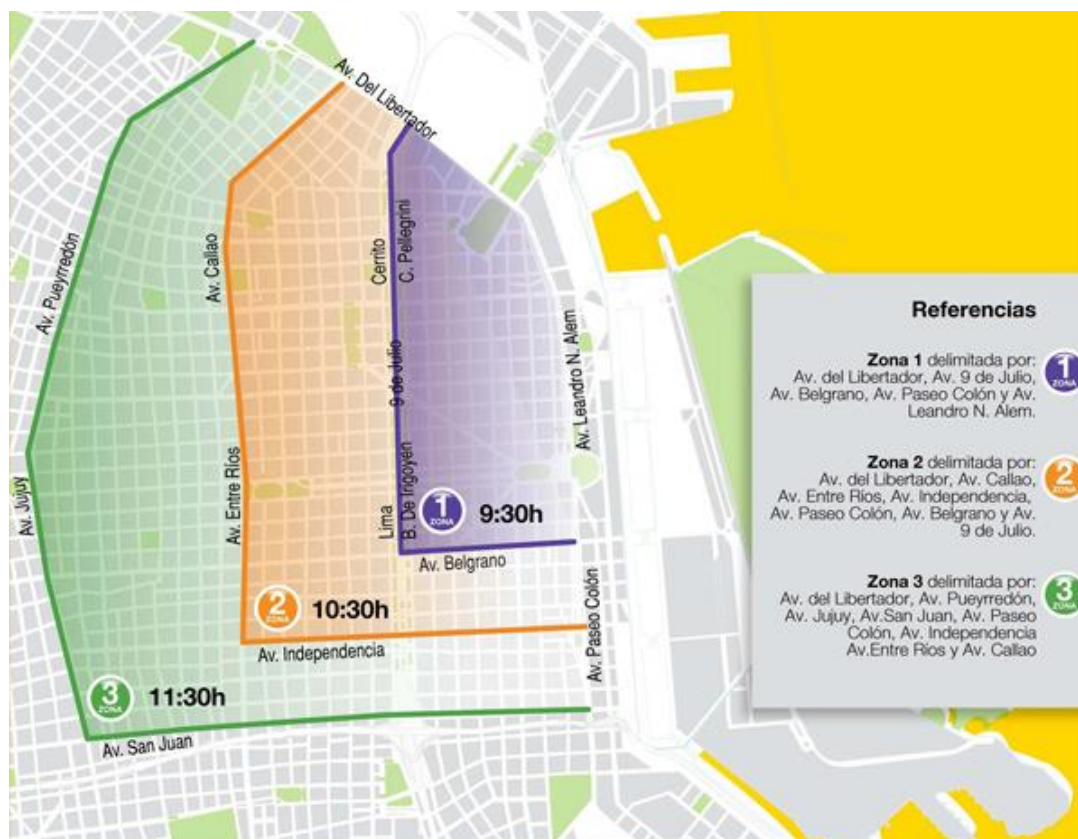 Av. Del Libertador
Av. Pueyrredón
Av. Callao
Cerrito
C. Pellegrini
9 de Julio
Av. Leandro N. Alem
Av. Jujuy
Av. Entre Ríos
Lima
B. De Irigoyen
1
ZONA
9:30h
Av. Belgrano
2
ZONA
10:30h
Av. Independencia
Av. Paseo Colón
3
ZONA
11:30h
Av. San Juan
Referencias
Zona 1 delimitada por:
Av. del Libertador, Av. 9 de Julio,
Av. Belgrano, Av. Paseo Colón y Av.
Leandro N. Alem.
1
ZONA
Zona 2 delimitada por:
Av. del Libertador, Av. Callao,
Av. Entre Ríos, Av. Independencia,
Av. Paseo Colón, Av. Belgrano y Av.
9 de Julio.
2
ZONA
Zona 3 delimitada por:
Av. del Libertador, Av. Pueyrredón,
Av. Jujuy, Av.San Juan, Av. Paseo
Colón, Av. Independencia
Av.Entre Ríos y Av. Callao
3
ZONA